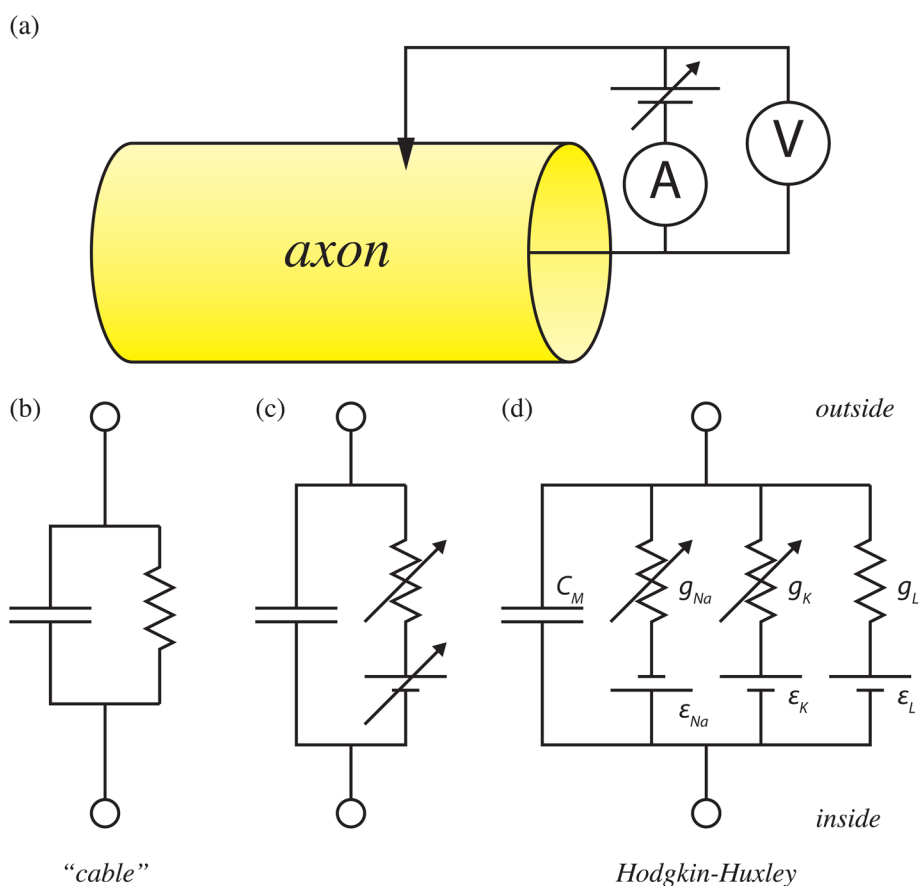 (a)
V
A
axon
(b)
(c)
(d)
outside
C_M
g_Na
g_K
g_L
ε_Na
ε_K
ε_L
inside
“cable”
Hodgkin-Huxley